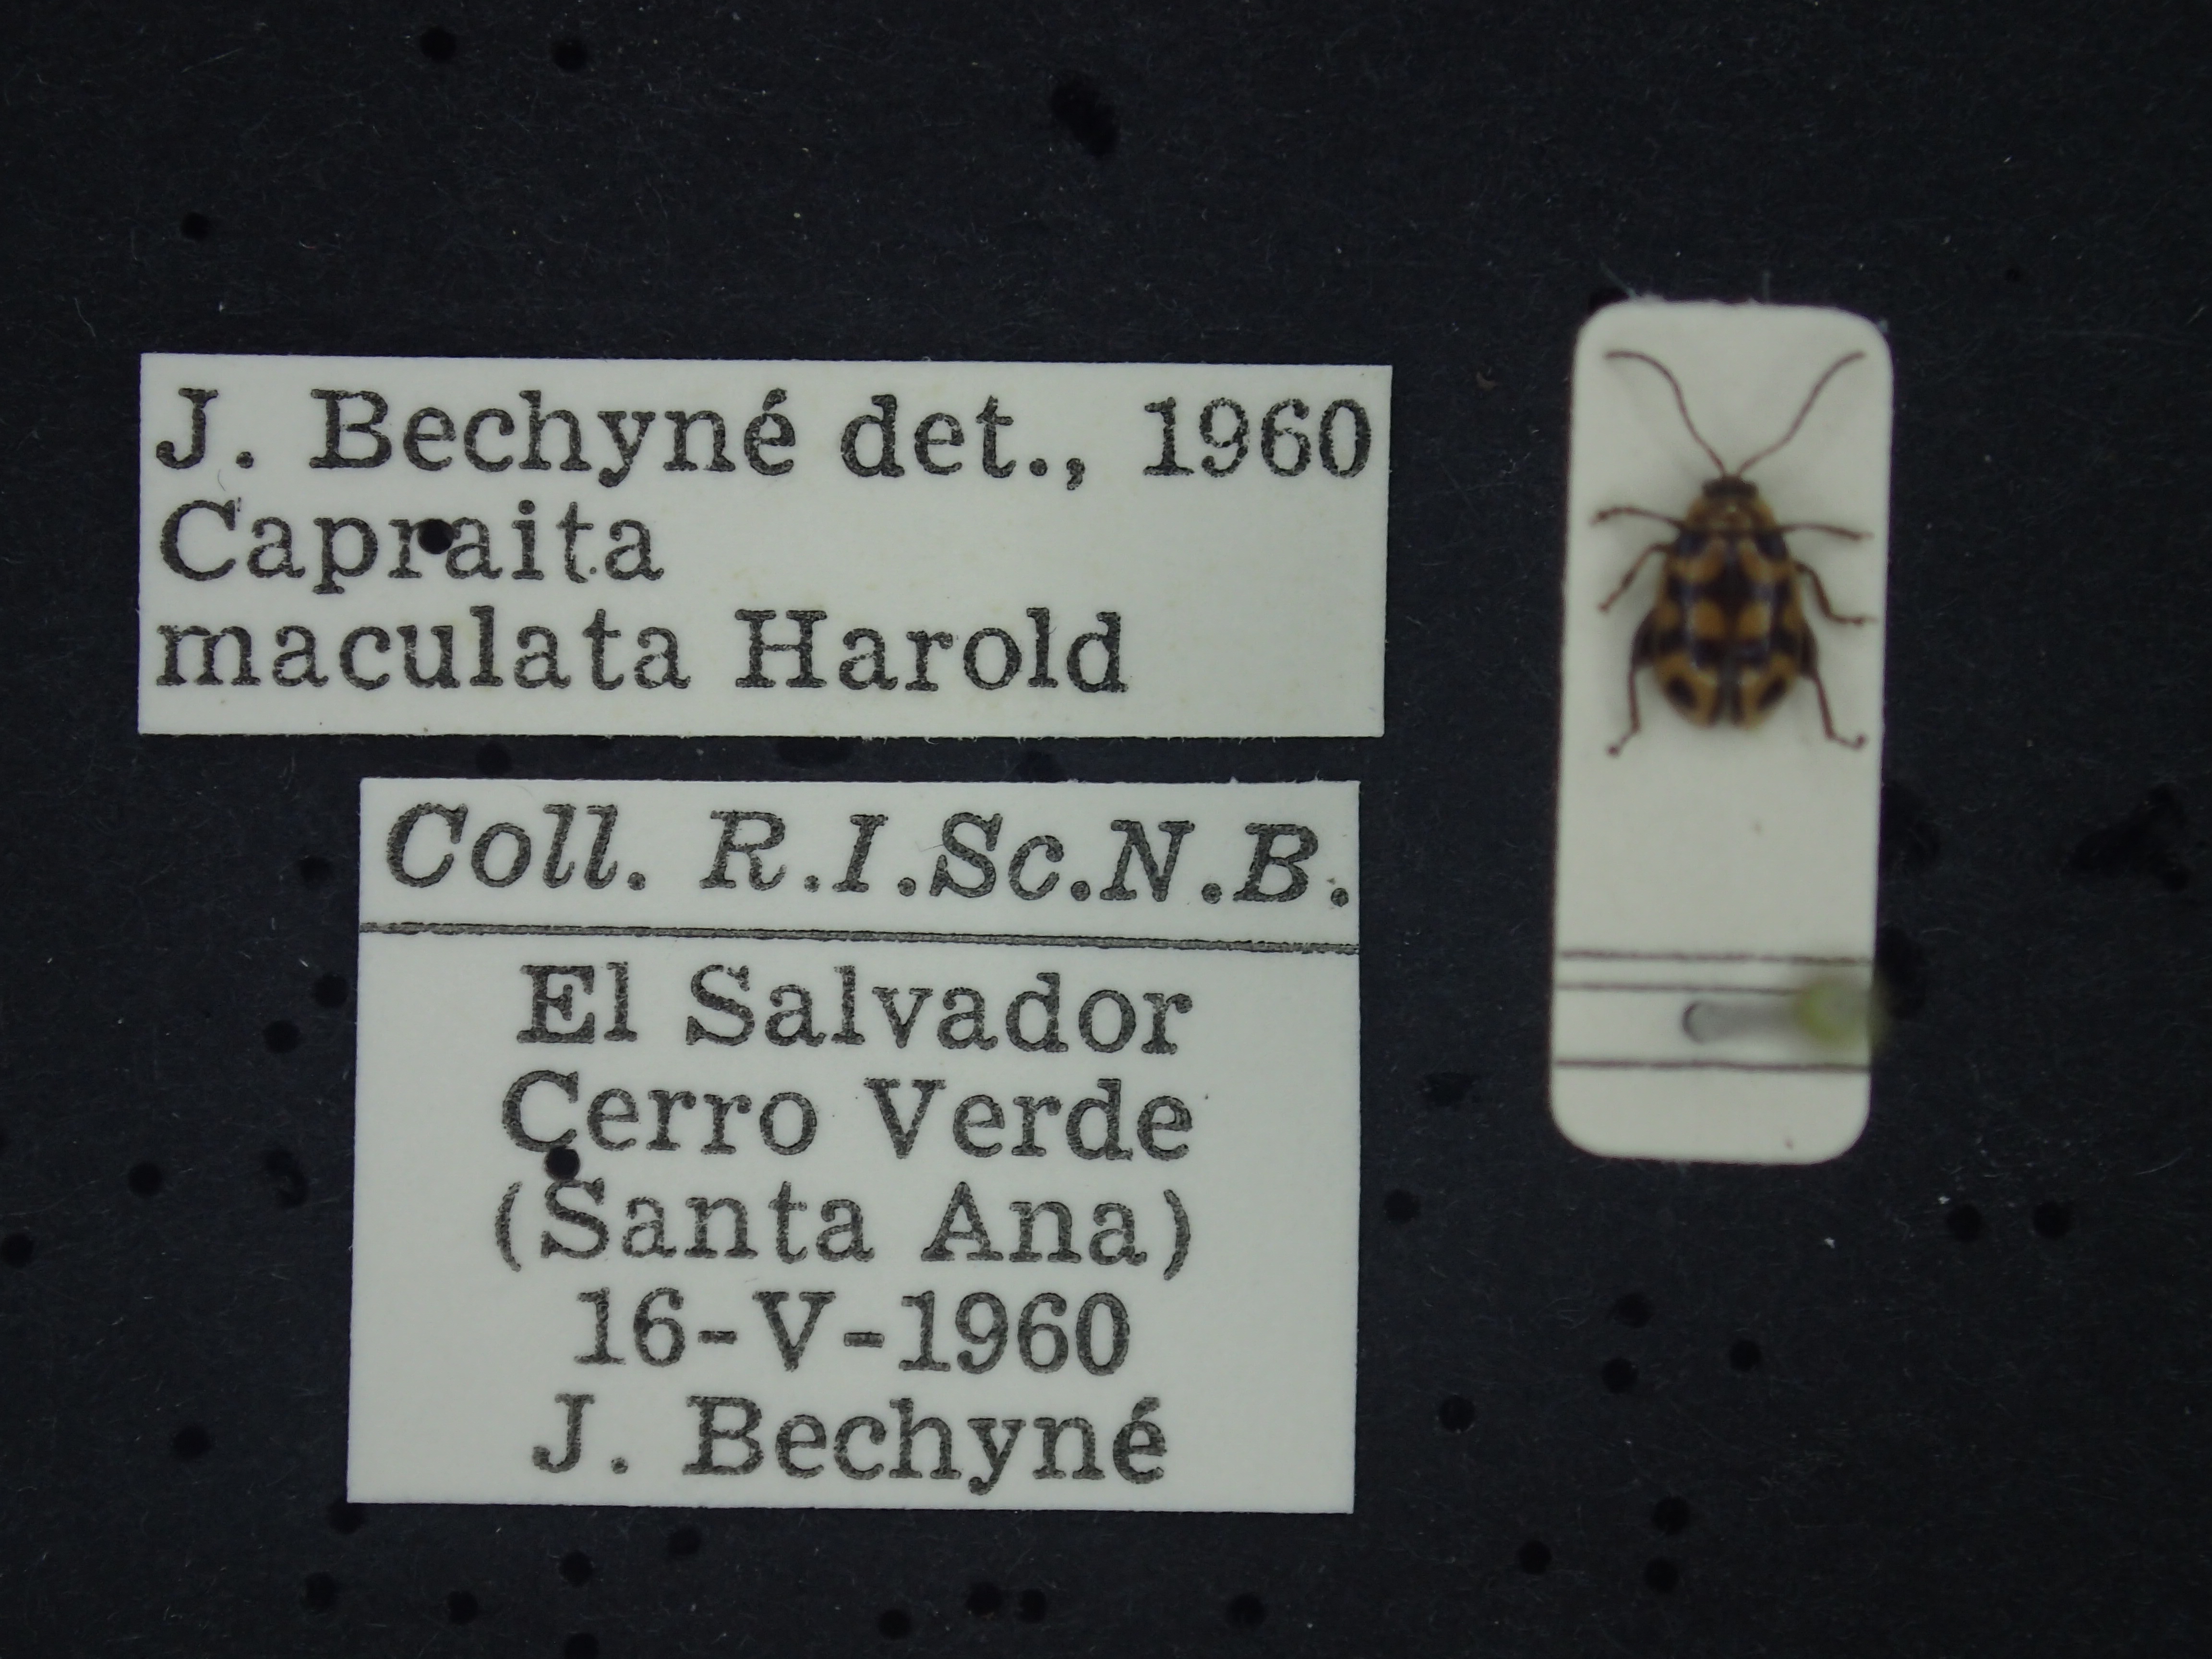 J. Bechyné det., 1960
Capraita
maculata Harold
Coll. R.I.Sc.N.B.
El Salvador
Cerro Verde
(Santa Ana)
16-V-1960
J. Bechyné